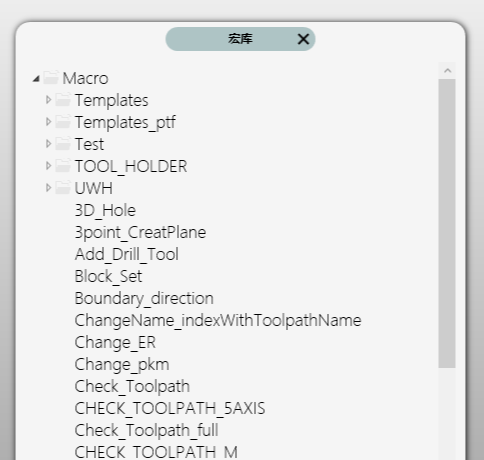 宏库
Macro
Templates
Templates_ptf
Test
TOOL_HOLDER
UWH
3D_Hole
3point_CreatPlane
Add_Drill_Tool
Block_Set
Boundary_direction
ChangeName_indexWithToolpathName
Change_ER
Change_pkm
Check_Toolpath
CHECK_TOOLPATH_5AXIS
Check_Toolpath_full
CHECK_TOOLPATH_M